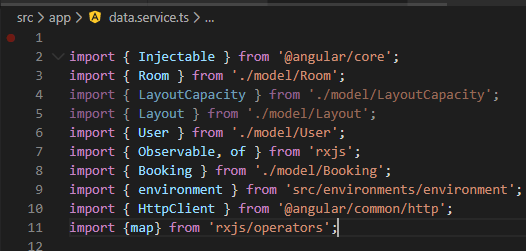 src > app > data.service.ts > ...
1
2 import { Injectable } from '@angular/core';
3 import { Room } from './model/Room';
4 import { LayoutCapacity } from './model/LayoutCapacity';
5 import { Layout } from './model/Layout';
6 import { User } from './model/User';
7 import { Observable, of } from 'rxjs';
8 import { Booking } from './model/Booking';
9 import { environment } from 'src/environments/environment';
10 import { HttpClient } from '@angular/common/http';
11 import {map} from 'rxjs/operators';